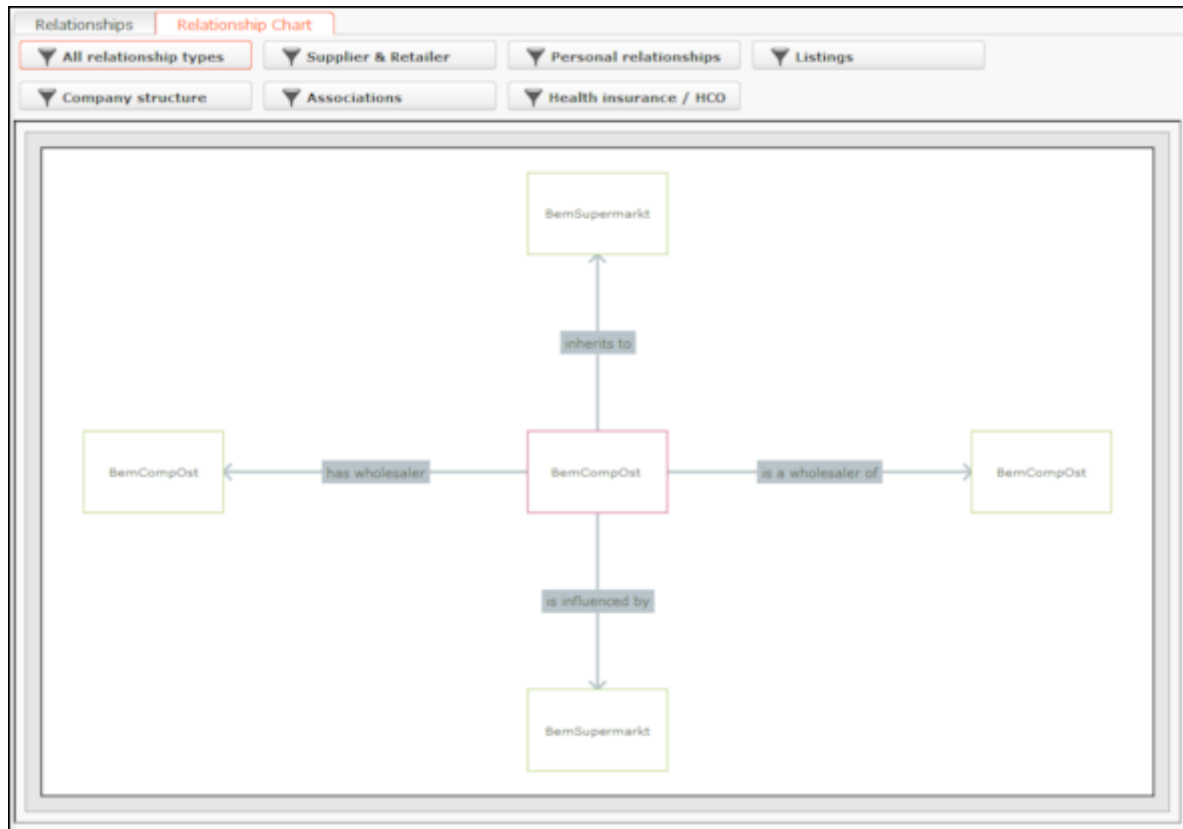 Relationships Relationship Chart
All relationship types Supplier & Retailer Personal relationships Listings
Company structure Associations Health insurance / HCO
BemSupermarkt
inherits to
BemCompOst has wholesaler BemCompOst is a wholesaler of BemCompOst
is influenced by
BemSupermarkt